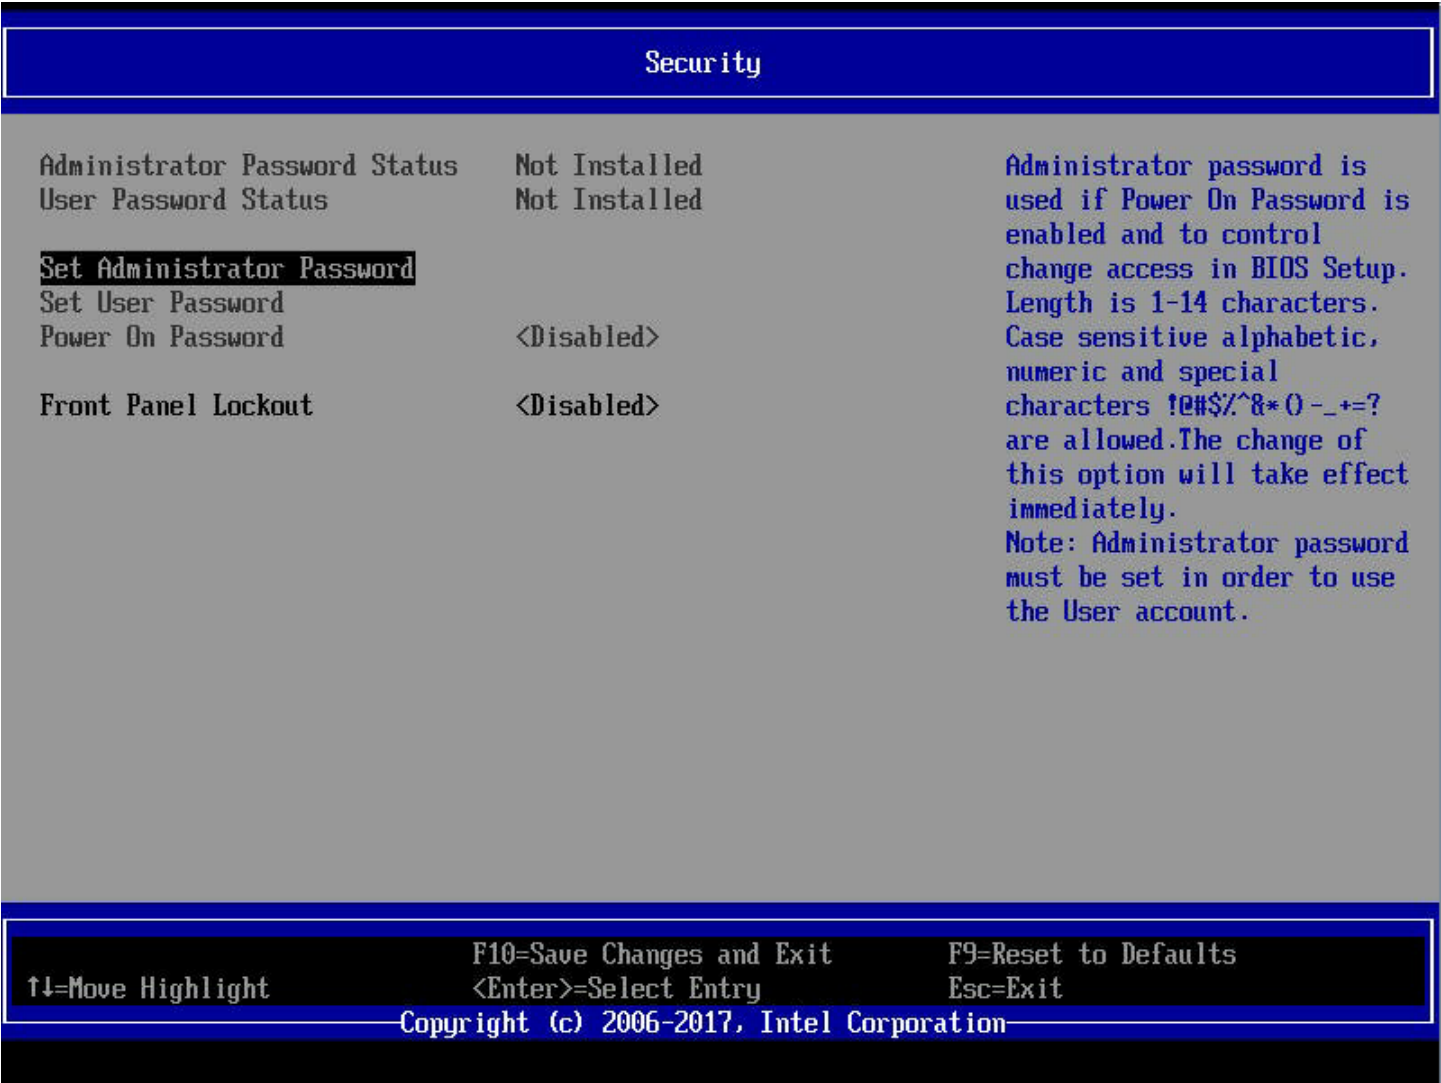 Security
Administrator Password Status Not Installed
User Password Status Not Installed
Set Administrator Password
Set User Password
Power On Password <Disabled>
Front Panel Lockout <Disabled>
Administrator password is
used if Power On Password is
enabled and to control
change access in BIOS Setup.
Length is 1-14 characters.
Case sensitive alphabetic,
numeric and special
characters !@#$%^&*()-_+=?
are allowed.The change of
this option will take effect
immediately.
Note: Administrator password
must be set in order to use
the User account.
F10=Save Changes and Exit F9=Reset to Defaults
↑↓=Move Highlight <Enter>=Select Entry Esc=Exit
Copyright (c) 2006-2017, Intel Corporation